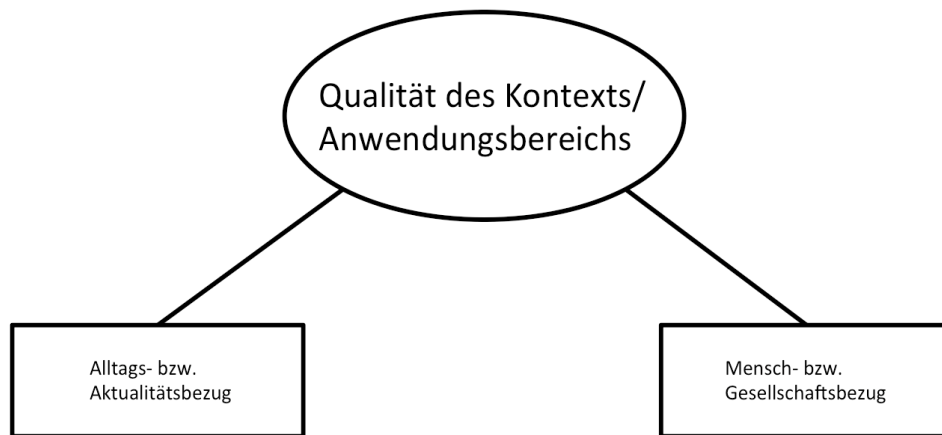 Qualität des Kontexts/
Anwendungsbereichs
Alltags- bzw.
Aktualitätsbezug
Mensch- bzw.
Gesellschaftsbezug